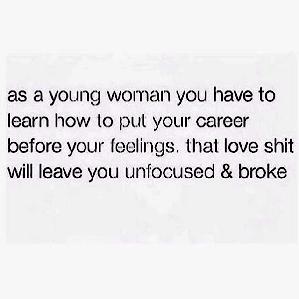 as a young woman you have to
learn how to put your career
before your feelings. that love shit
will leave you unfocused & broke